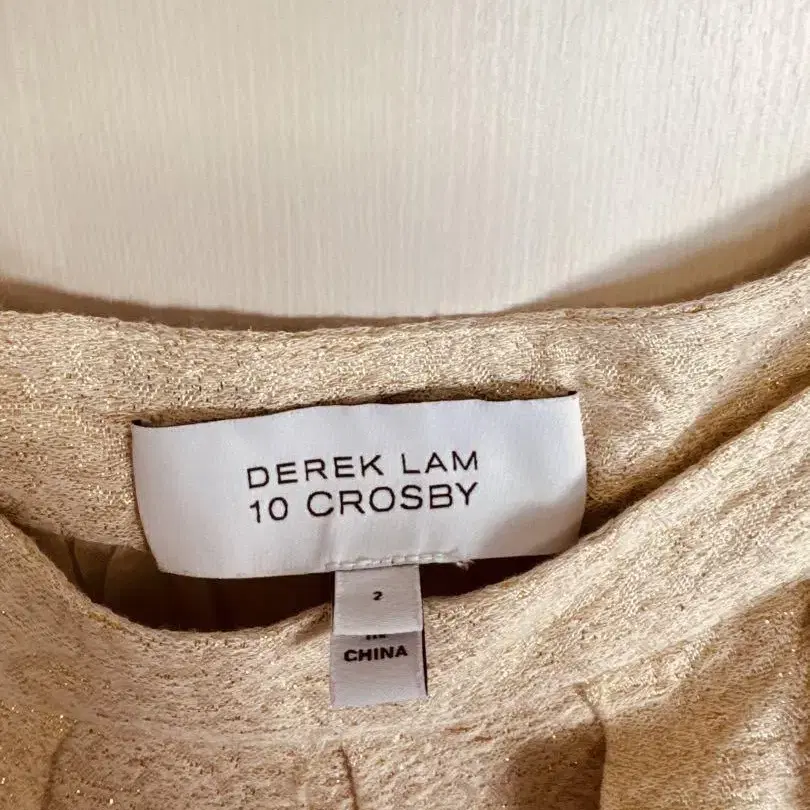 DEREK LAM
10 CROSBY
2
CHINA